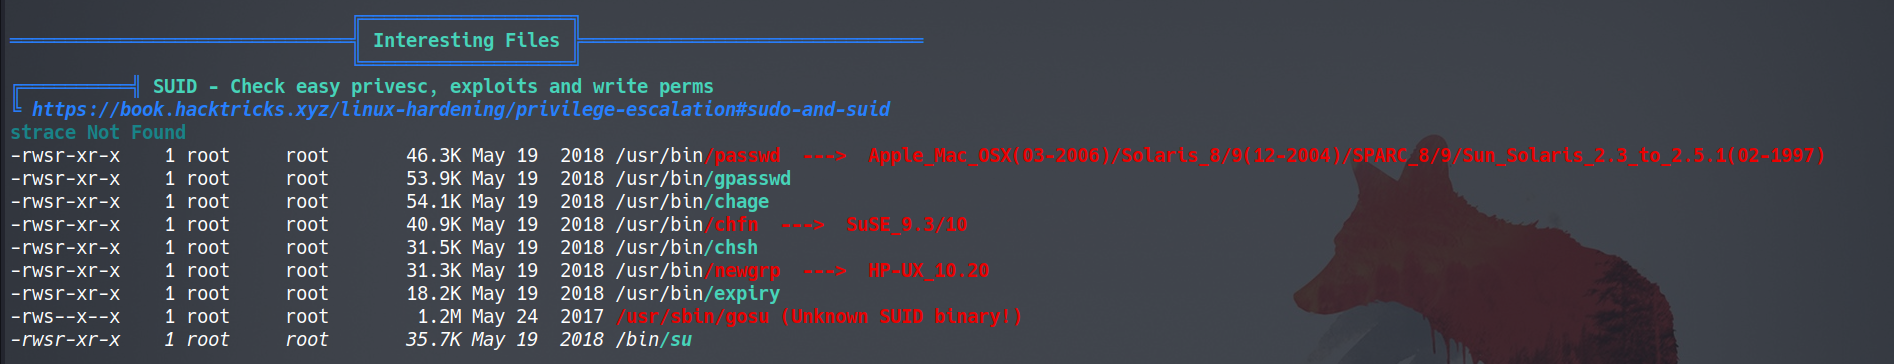 Interesting Files
SUID - Check easy privesc, exploits and write perms
https://book.hacktricks.xyz/linux-hardening/privilege-escalation#sudo-and-suid
strace Not Found
-rwsr-xr-x 1 root root 46.3K May 19 2018 /usr/bin/passwd ---> Apple_Mac_OSX(03-2006)/Solaris_8/9(12-2004)/SPARC_8/9/Sun_Solaris_2.3_to_2.5.1(02-1997)
-rwsr-xr-x 1 root root 53.9K May 19 2018 /usr/bin/gpasswd
-rwsr-xr-x 1 root root 54.1K May 19 2018 /usr/bin/chage
-rwsr-xr-x 1 root root 40.9K May 19 2018 /usr/bin/chfn ---> SuSE_9.3/10
-rwsr-xr-x 1 root root 31.5K May 19 2018 /usr/bin/chsh
-rwsr-xr-x 1 root root 31.3K May 19 2018 /usr/bin/newgrp ---> HP-UX_10.20
-rwsr-xr-x 1 root root 18.2K May 19 2018 /usr/bin/expiry
-rws--x--x 1 root root 1.2M May 24 2017 /usr/sbin/gosu (Unknown SUID binary!)
-rwsr-xr-x 1 root root 35.7K May 19 2018 /bin/su